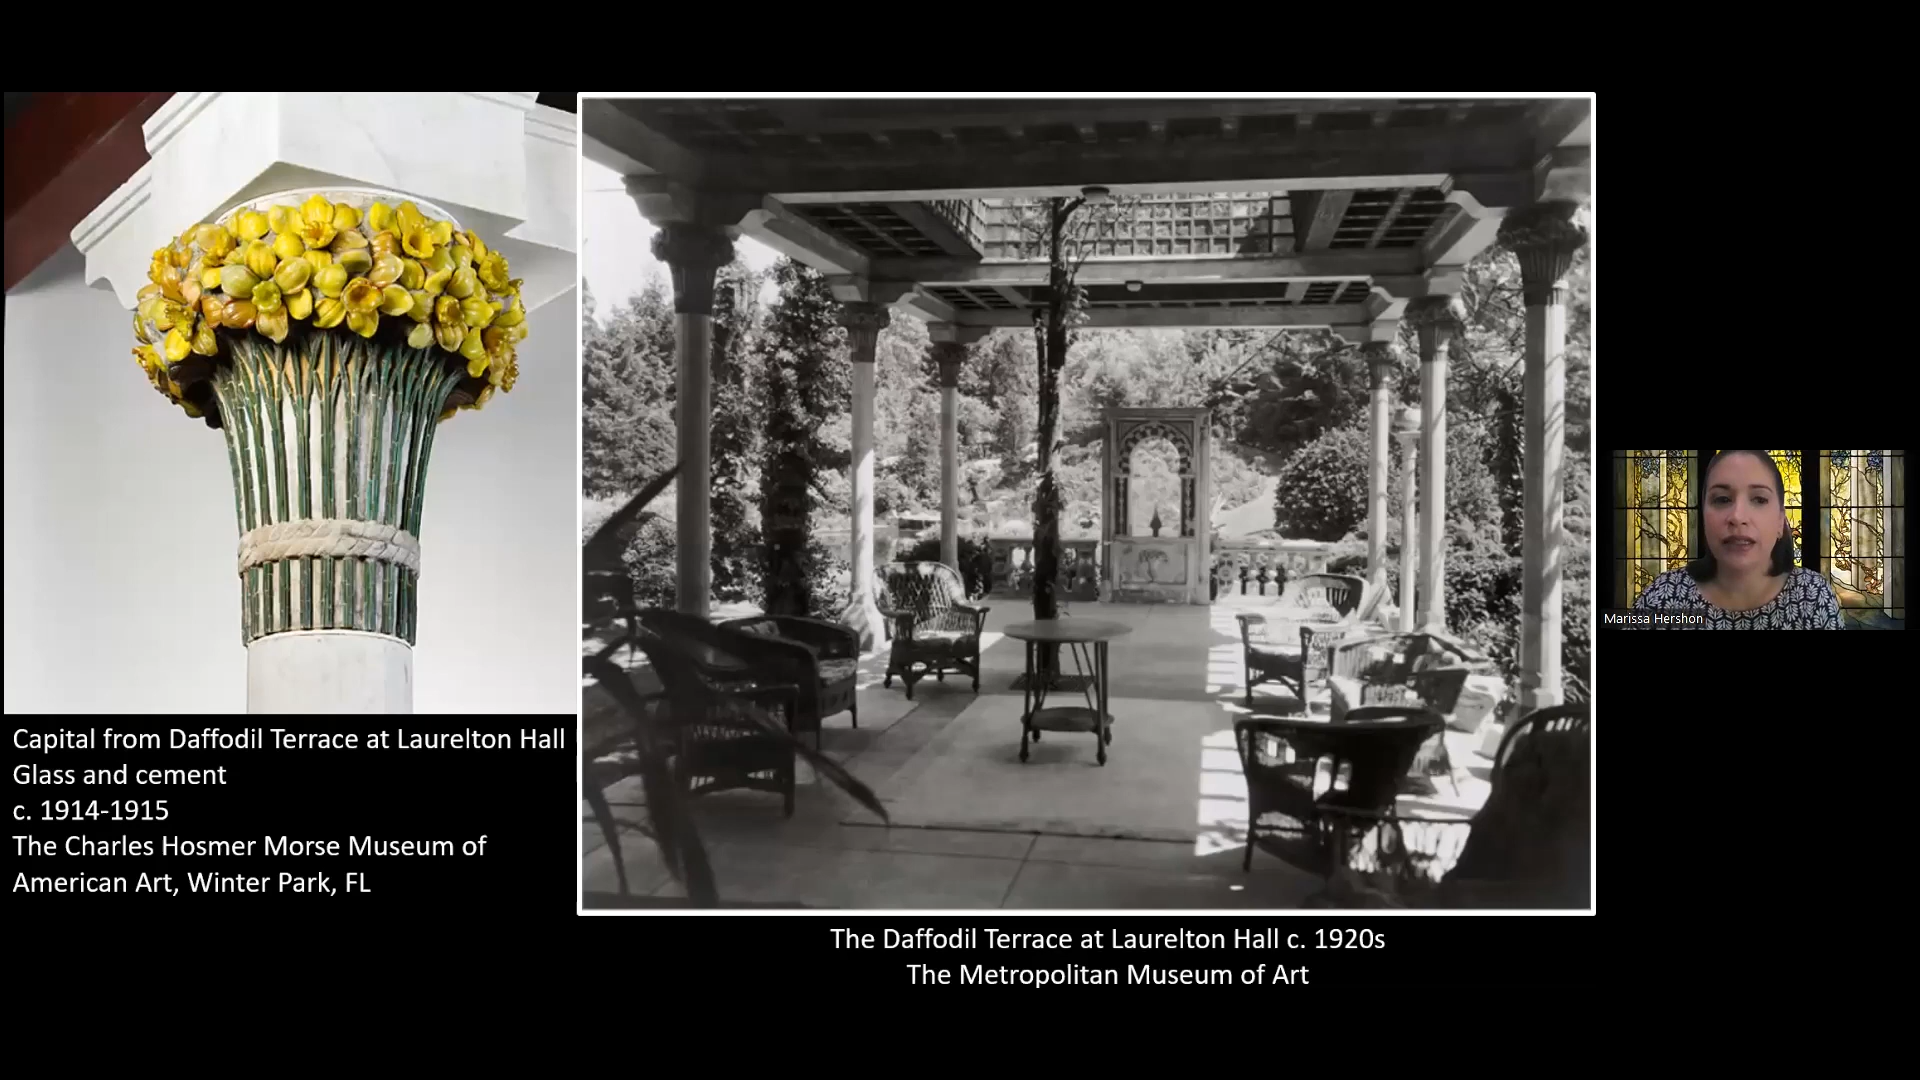 Capital from Daffodil Terrace at Laurelton Hall
Glass and cement
c. 1914-1915
The Charles Hosmer Morse Museum of
American Art, Winter Park, FL
The Daffodil Terrace at Laurelton Hall c. 1920s
The Metropolitan Museum of Art
Marissa Hershon